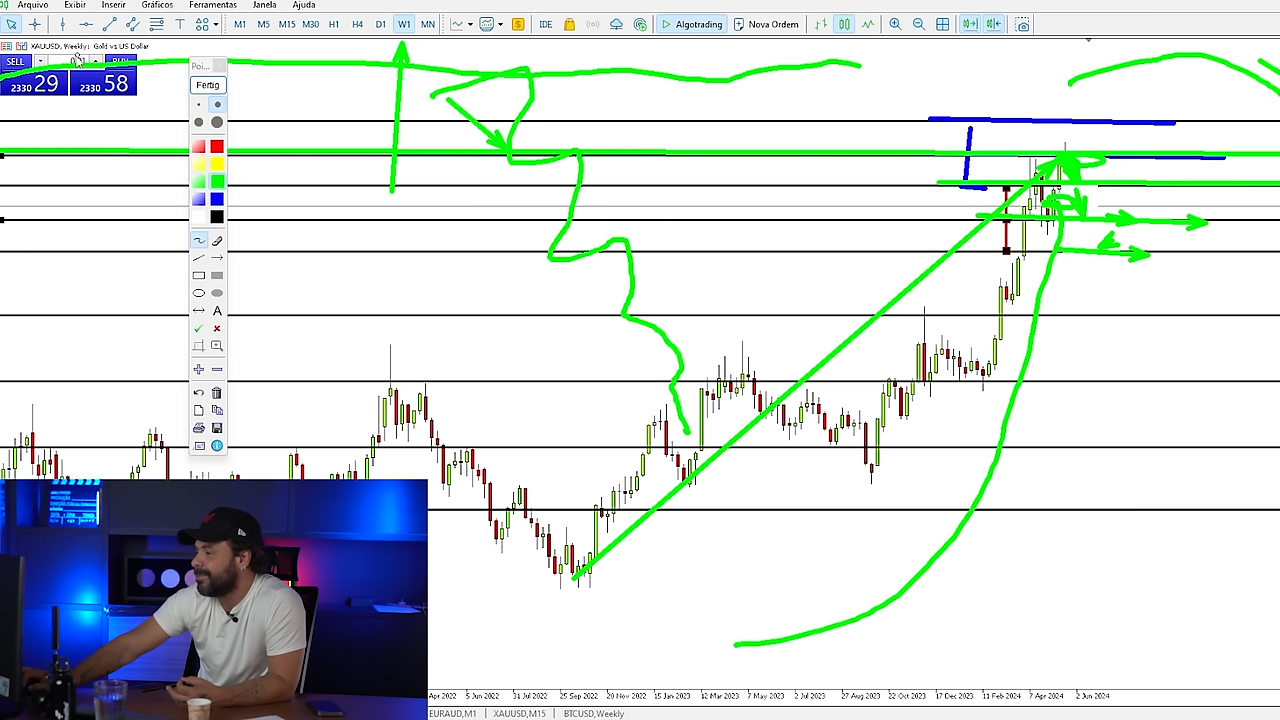 Arquivo Exibir Inserir Gráficos Ferramentas Janela Ajuda
M1 M5 M15 M30 H1 H4 D1 W1 MN IDE Algotrading Nova Ordem
XAUUSD, Weekly: Gold vs US Dollar
SELL BUY
2330 29 2330 58
Poi...
Fertig
A
Apr 2022 5 Jun 2022 31 Jul 2022 25 Sep 2022 20 Nov 2022 15 Jan 2023 12 Mar 2023 7 May 2023 2 Jul 2023 27 Aug 2023 22 Oct 2023 17 Dec 2023 11 Feb 2024 7 Apr 2024 2 Jun 2024
EURAUD,M1 XAUUSD,M15 BTCUSD,Weekly